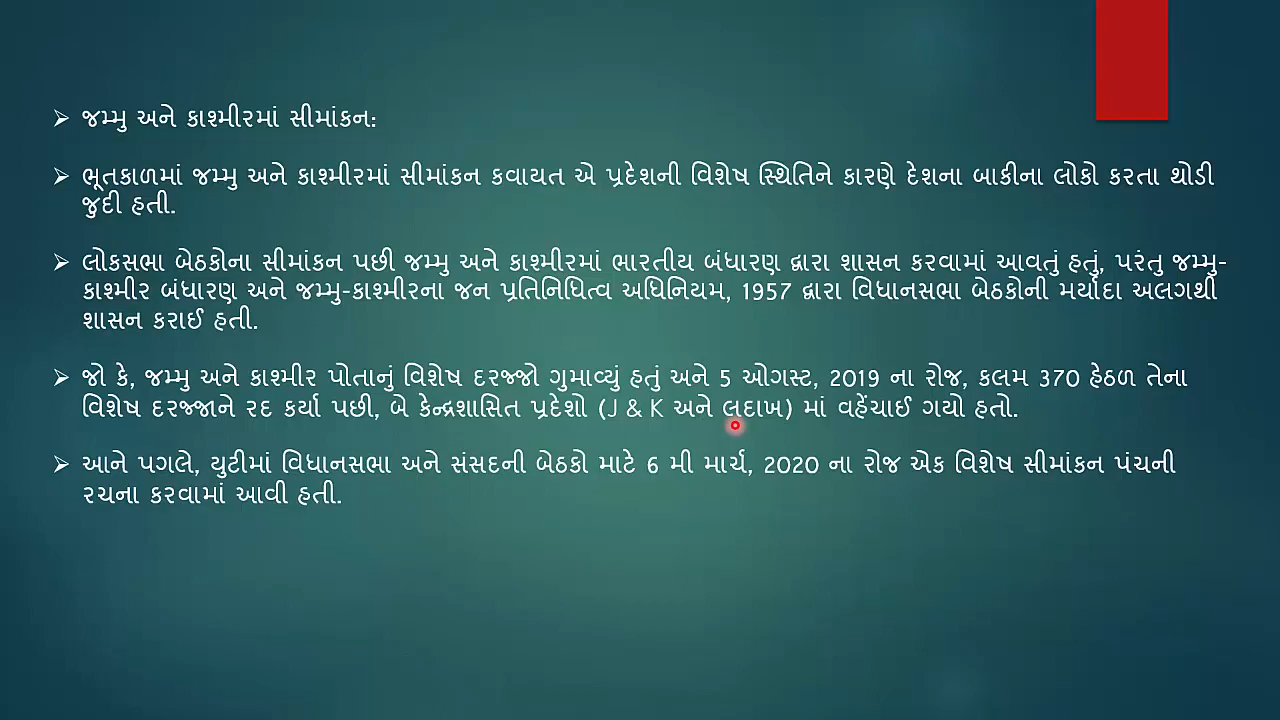 ➢ જમ્મુ અને કાશ્મીરમાં સીમાંકન:
➢ ભૂતકાળમાં જમ્મુ અને કાશ્મીરમાં સીમાંકન કવાયત એ પ્રદેશની વિશેષ સ્થિતિને કારણે દેશના બાકીના લોકો કરતા થોડી
જુદી હતી.
➢ લોકસભા બેઠકોના સીમાંકન પછી જમ્મુ અને કાશ્મીરમાં ભારતીય બંધારણ દ્વારા શાસન કરવામાં આવતું હતું, પરંતુ જમ્મુ-
કાશ્મીર બંધારણ અને જમ્મુ-કાશ્મીરના જન પ્રતિનિધિત્વ અધિનિયમ, 1957 દ્વારા વિધાનસભા બેઠકોની મર્યાદા અલગથી
શાસન કરાઈ હતી.
➢ જો કે, જમ્મુ અને કાશ્મીર પોતાનું વિશેષ દરજ્જો ગુમાવ્યું હતું અને 5 ઓગસ્ટ, 2019 ના રોજ, કલમ 370 હેઠળ તેના
વિશેષ દરજ્જાને રદ કર્યા પછી, બે કેન્દ્રશાસિત પ્રદેશો (J & K અને લદાખ) માં વહેંચાઈ ગયો હતો.
➢ આને પગલે, યુટીમાં વિધાનસભા અને સંસદની બેઠકો માટે 6 મી માર્ચ, 2020 ના રોજ એક વિશેષ સીમાંકન પંચની
રચના કરવામાં આવી હતી.